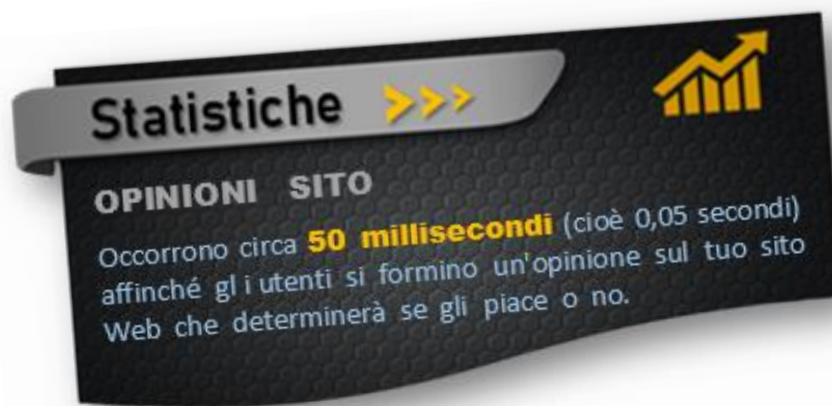 Statistiche >>>
OPINIONI SITO
Occorrono circa 50 millisecondi (cioè 0,05 secondi)
affinché gli utenti si formino un'opinione sul tuo sito
Web che determinerà se gli piace o no.